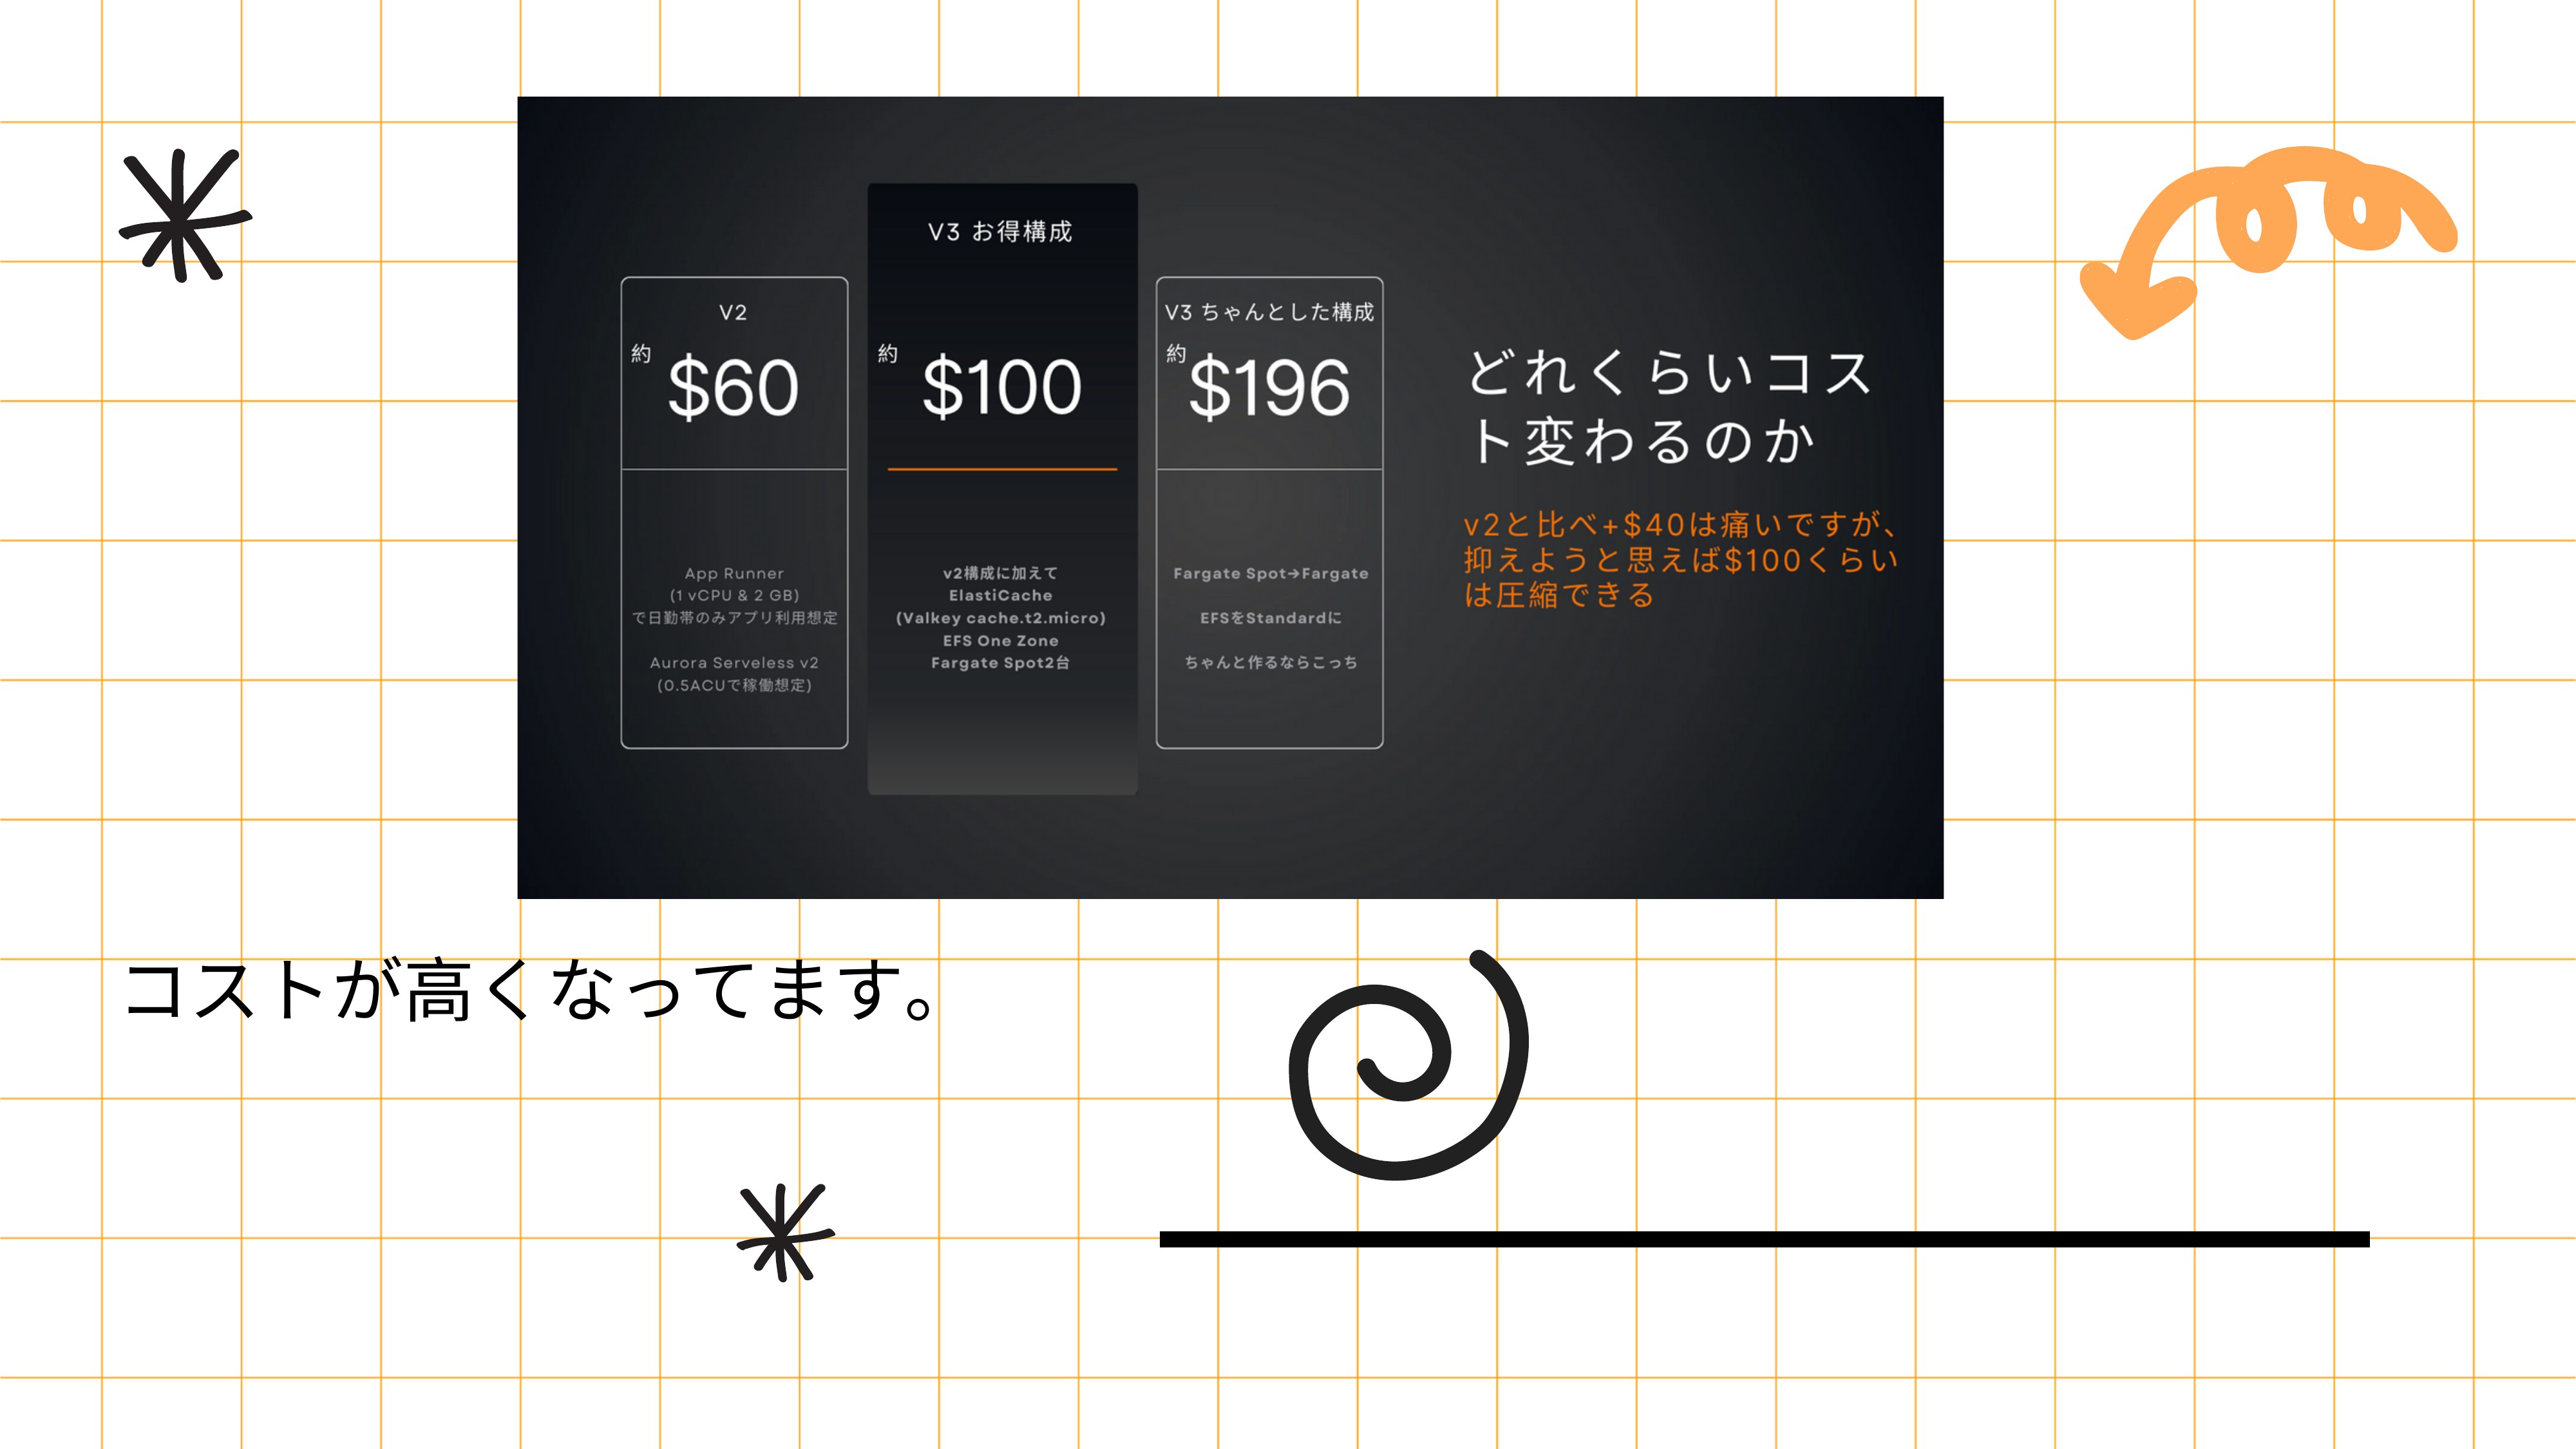 V2
約
$60
App Runner
(1 vCPU & 2 GB)
で日勤帯のみアプリ利用想定
Aurora Serveless v2
(0.5ACUで稼働想定)
V3 お得構成
約
$100
v2構成に加えて
ElastiCache
(Valkey cache.t2.micro)
EFS One Zone
Fargate Spot2台
V3 ちゃんとした構成
約
$196
Fargate Spot→Fargate
EFSをStandardに
ちゃんと作るならこっち
どれくらいコス
ト変わるのか
v2と比べ+$40は痛いですが、
抑えようと思えば$100くらい
は圧縮できる
コストが高くなってます。